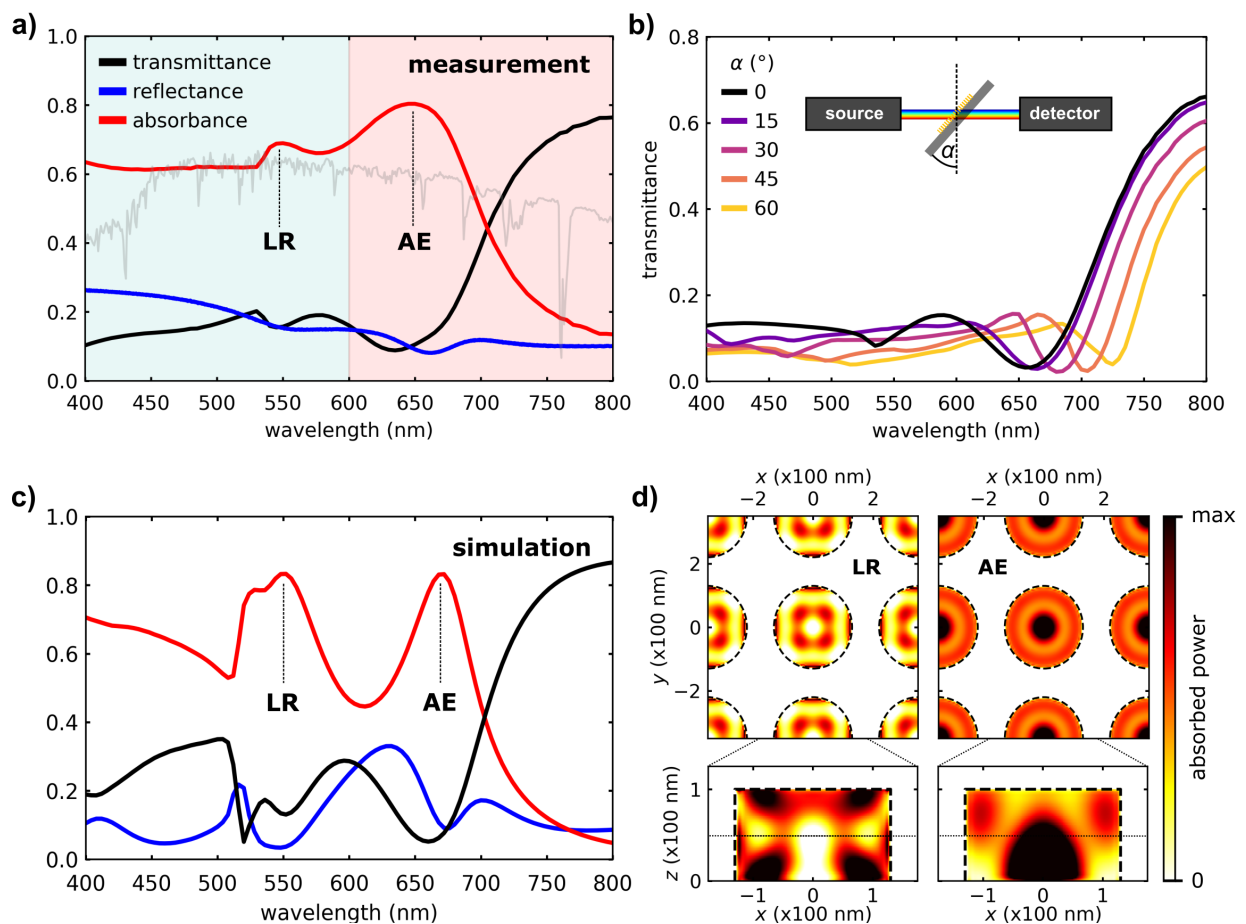 a)
1.0
0.8
0.6
0.4
0.2
0.0
transmittance
reflectance
absorbance
measurement
LR
AE
400 450 500 550 600 650 700 750 800
wavelength (nm)
b)
0.8
0.6
0.4
0.2
0.0
transmittance
α (°)
0
15
30
45
60
source
detector
α
400 450 500 550 600 650 700 750 800
wavelength (nm)
c)
1.0
0.8
0.6
0.4
0.2
0.0
simulation
LR
AE
400 450 500 550 600 650 700 750 800
wavelength (nm)
d)
x (x100 nm)
−2 0 2
x (x100 nm)
−2 0 2
y (x100 nm)
2
0
−2
LR
AE
z (x100 nm)
1
0
−1 0 1
x (x100 nm)
−1 0 1
x (x100 nm)
max
absorbed power
0